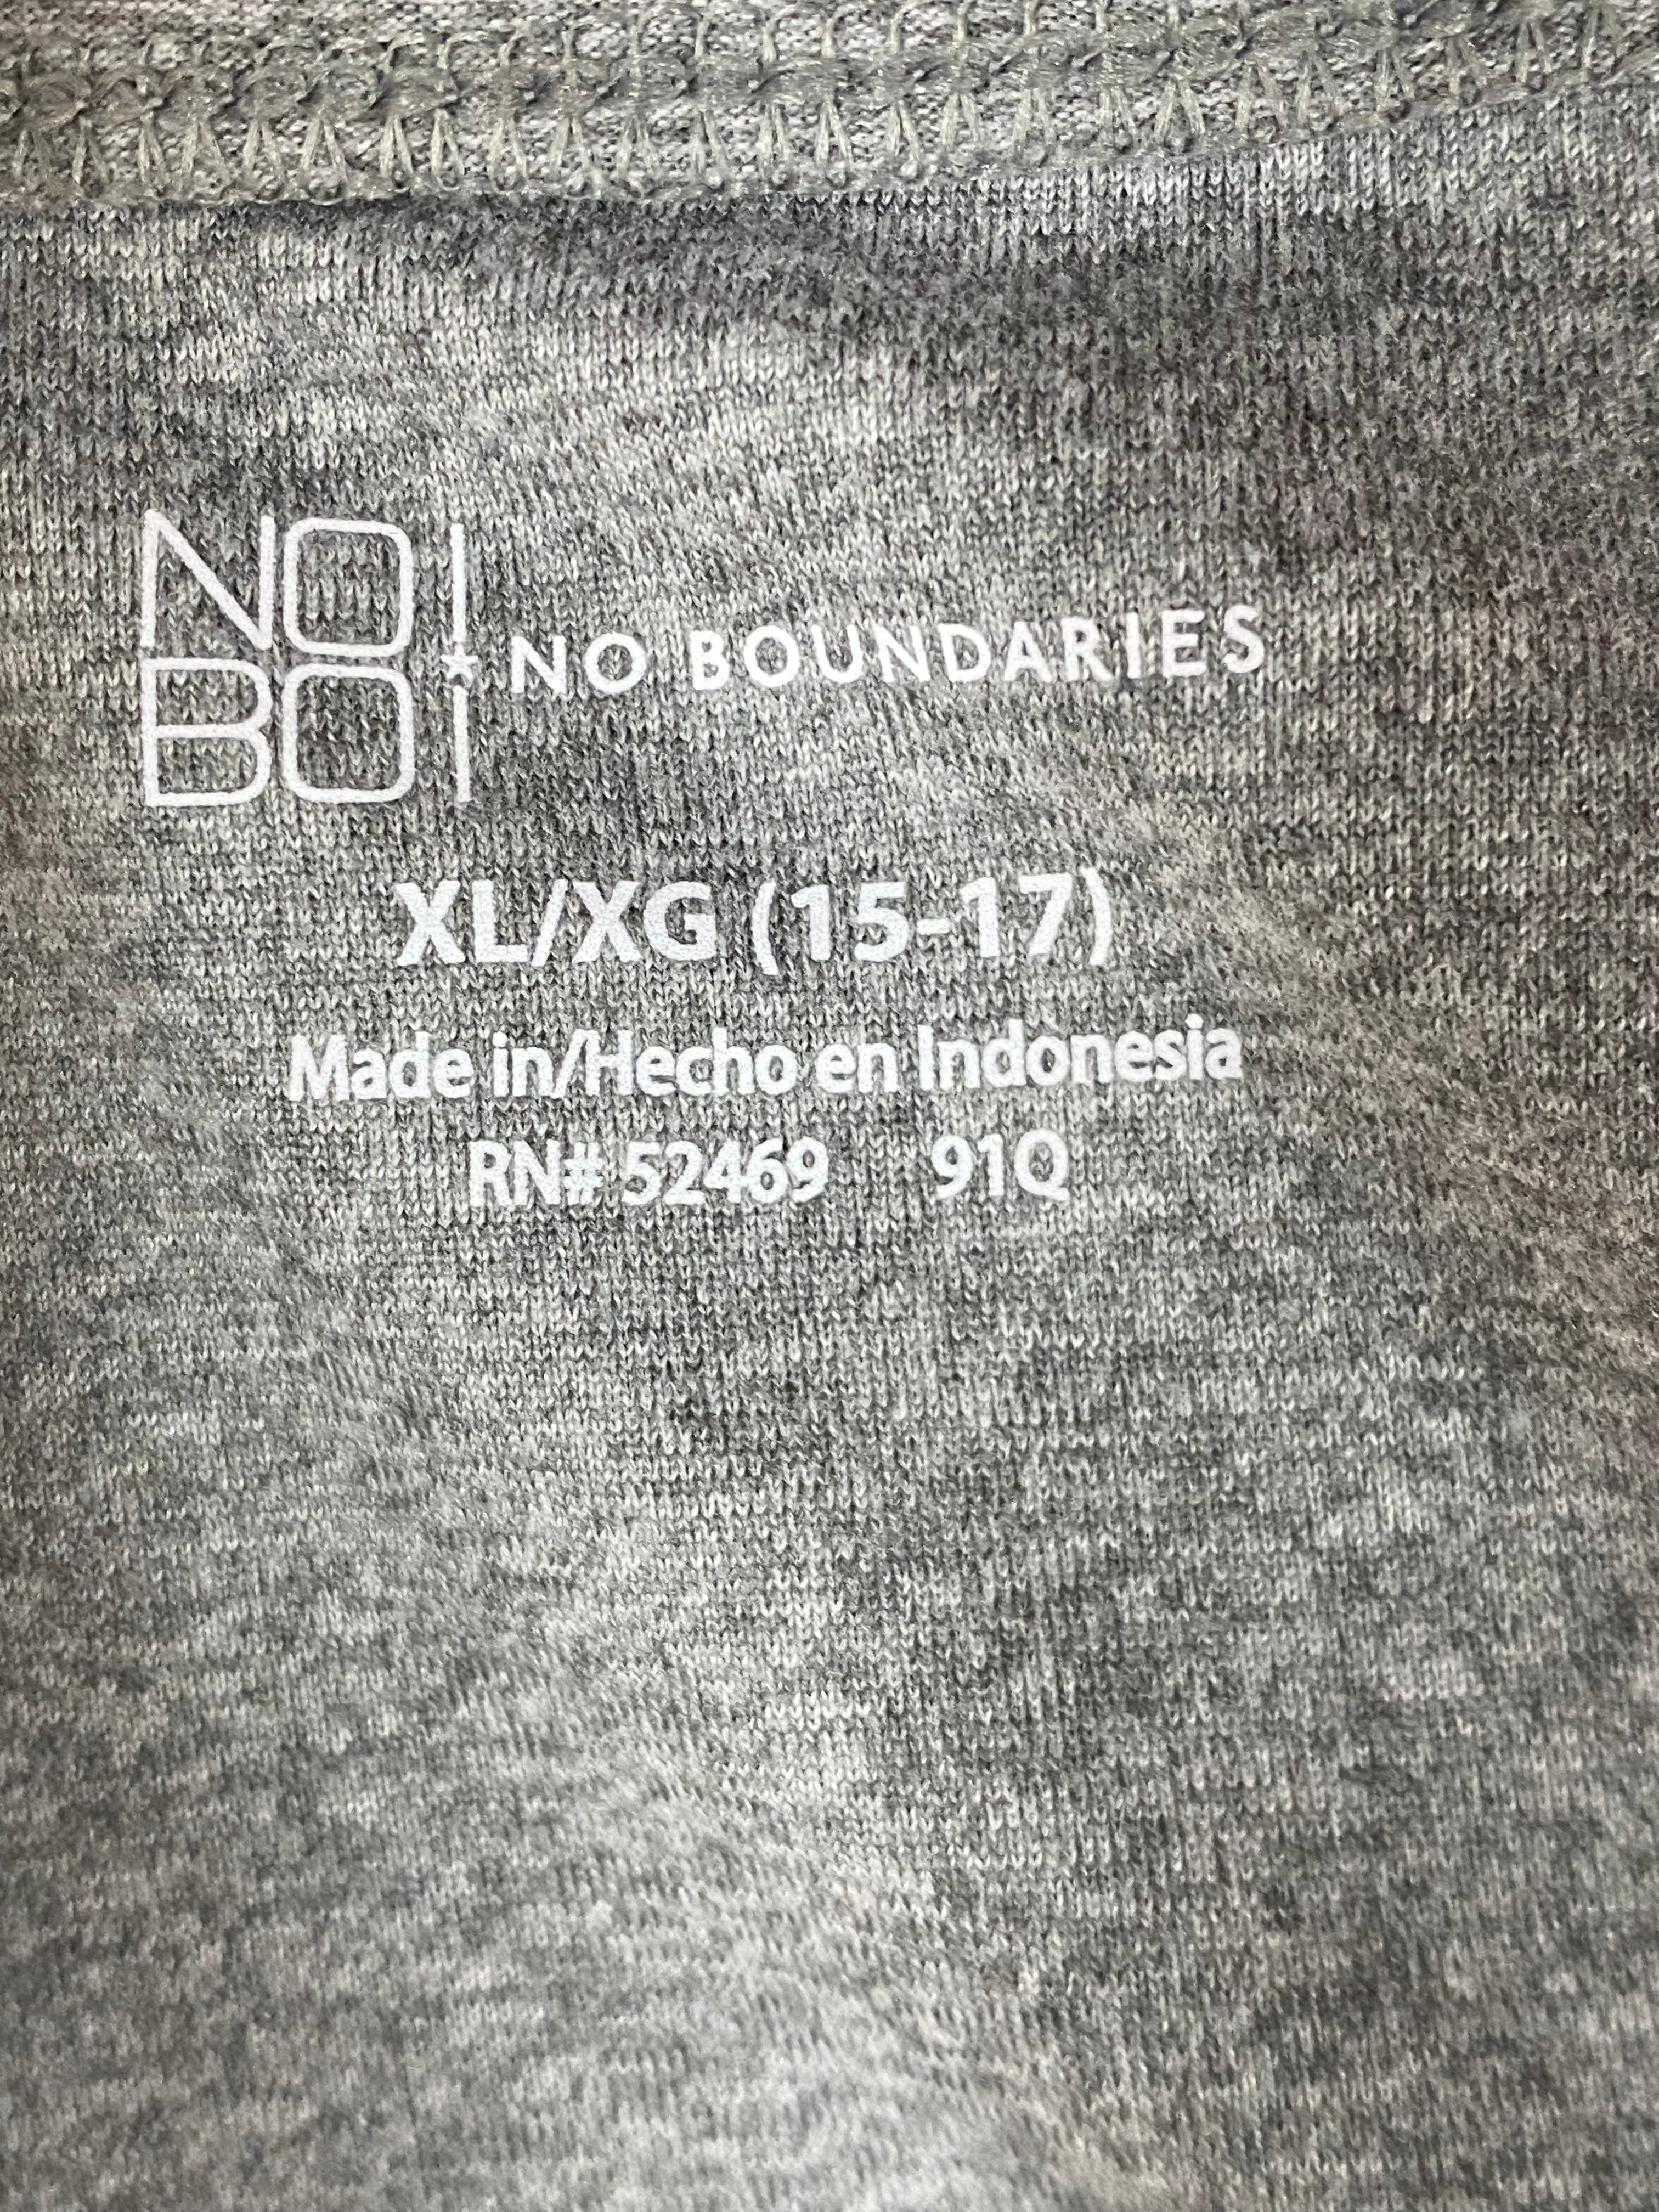 NO
BO
NO BOUNDARIES
XL/XG (15-17)
Made in/Hecho en Indonesia
RN# 52469 91Q